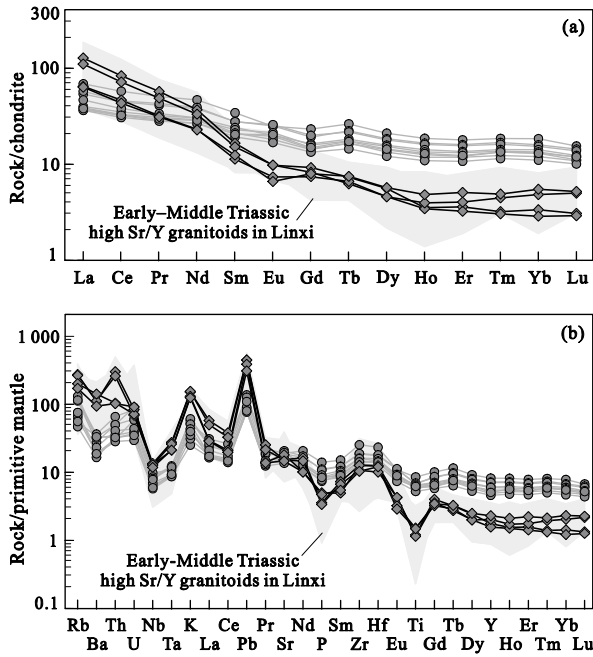 300
(a)
100
Rock/chondrite
10
Early–Middle Triassic
high Sr/Y granitoids in Linxi
1
La Ce Pr Nd Sm Eu Gd Tb Dy Ho Er Tm Yb Lu
1 000
(b)
100
Rock/primitive mantle
10
1
Early-Middle Triassic
high Sr/Y granitoids in Linxi
0.1
Rb Th Nb K Ce Pr Nd Sm Hf Ti Tb Y Er Yb
Ba U Ta La Pb Sr P Zr Eu Gd Dy Ho Tm Lu